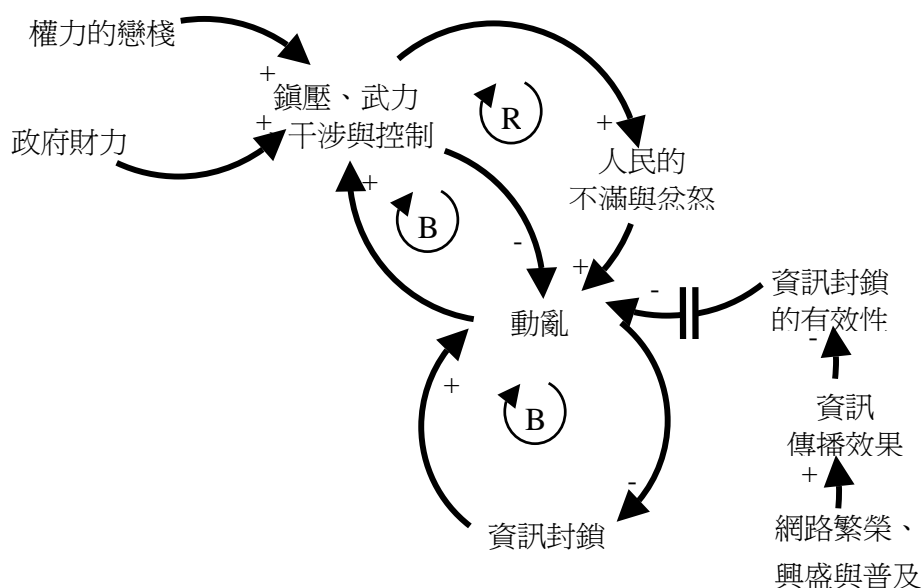 權力的戀棧
+
鎮壓、武力
干涉與控制
+
政府財力
R
+
人民的
不滿與忿怒
+
B
-
+
-
資訊封鎖
的有效性
動亂
-
+
B
資訊
傳播效果
+
-
資訊封鎖
網路繁榮、
興盛與普及